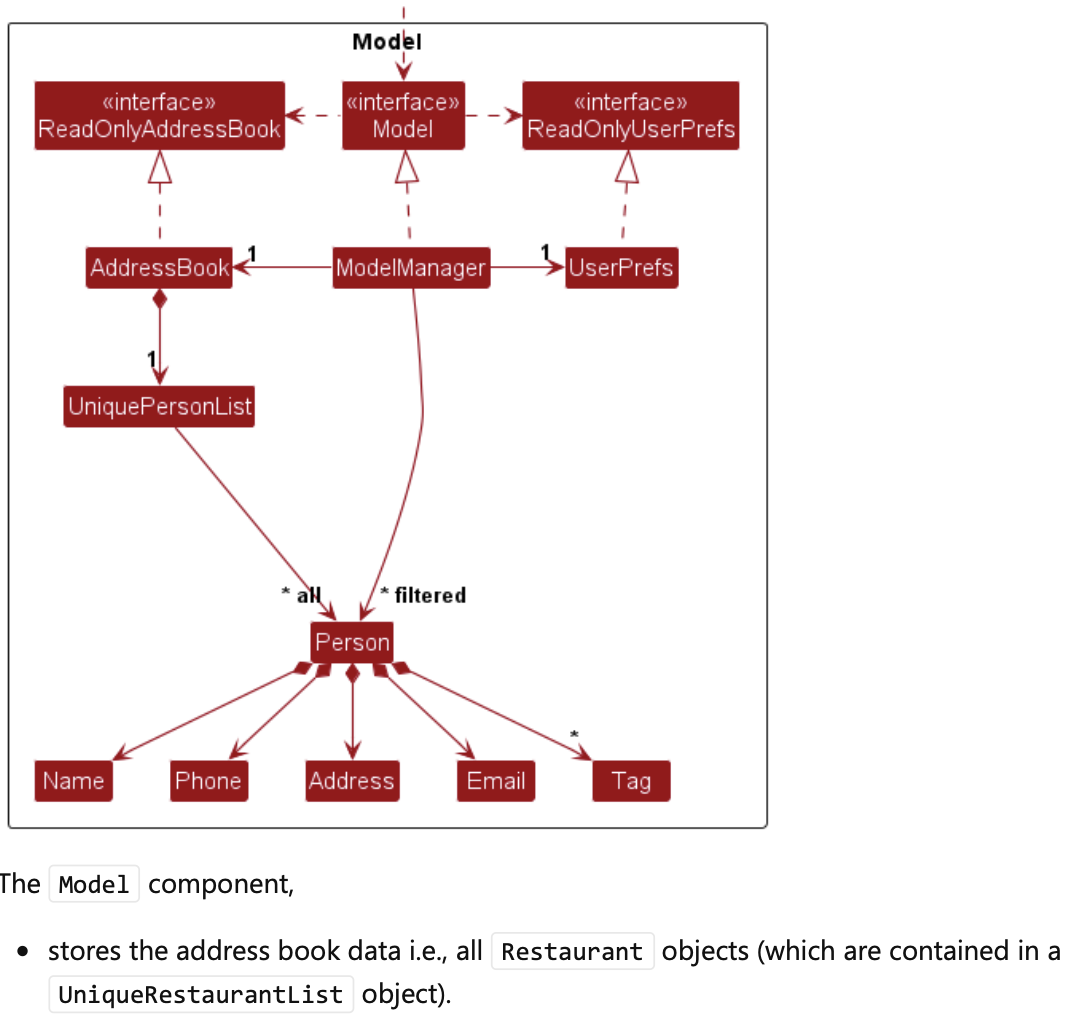 Model
«interface»
ReadOnlyAddressBook
«interface»
Model
«interface»
ReadOnlyUserPrefs
AddressBook
1
ModelManager
1
UserPrefs
1
UniquePersonList
* all
* filtered
Person
*
Name
Phone
Address
Email
Tag
The Model component,
• stores the address book data i.e., all Restaurant objects (which are contained in a
UniqueRestaurantList object).